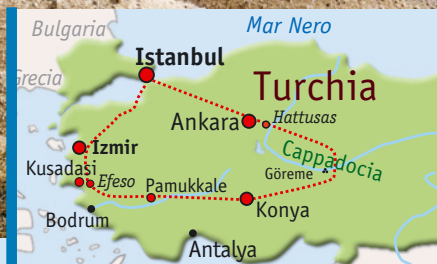 Bulgaria
Mar Nero
Grecia
Istanbul
Turchia
Ankara
Hattusas
Izmir
Cappadocia
Kusadasi
Efeso
Pamukkale
Göreme
Bodrum
Konya
Antalya